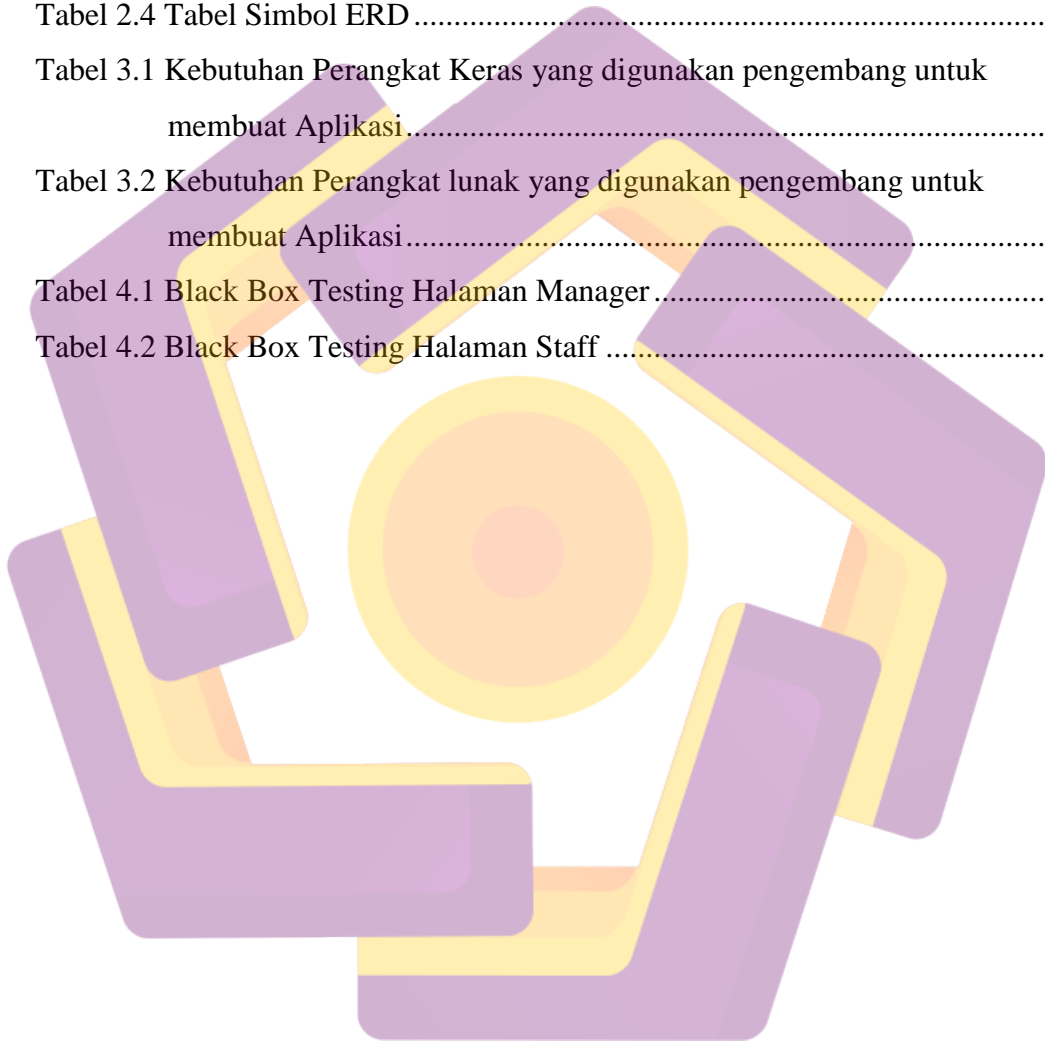 Tabel 2.4 Tabel Simbol ERD ................................................................................
Tabel 3.1 Kebutuhan Perangkat Keras yang digunakan pengembang untuk
membuat Aplikasi................................................................................
Tabel 3.2 Kebutuhan Perangkat lunak yang digunakan pengembang untuk
membuat Aplikasi................................................................................
Tabel 4.1 Black Box Testing Halaman Manager ..................................................
Tabel 4.2 Black Box Testing Halaman Staff ........................................................